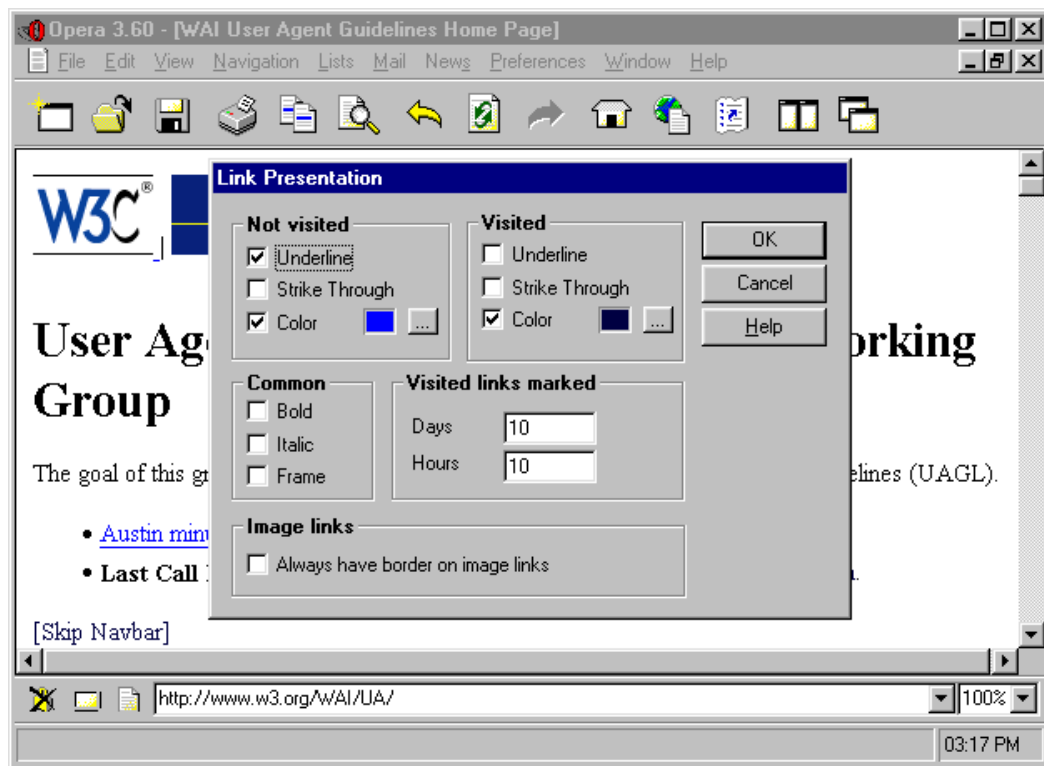 Opera 3.60 - [WAI User Agent Guidelines Home Page]
File Edit View Navigation Lists Mail News Preferences Window Help
W3C®
Link Presentation
Not visited
Underline
Strike Through
Color
...
Visited
Underline
Strike Through
Color
...
OK
Cancel
Help
Common
Bold
Italic
Frame
Visited links marked
Days 10
Hours 10
Image links
Always have border on image links
User Ag orking
Group
The goal of this gr elines (UAGL).
• Austin min
• Last Call
[Skip Navbar]
http://www.w3.org/WAI/UA/ 100%
03:17 PM